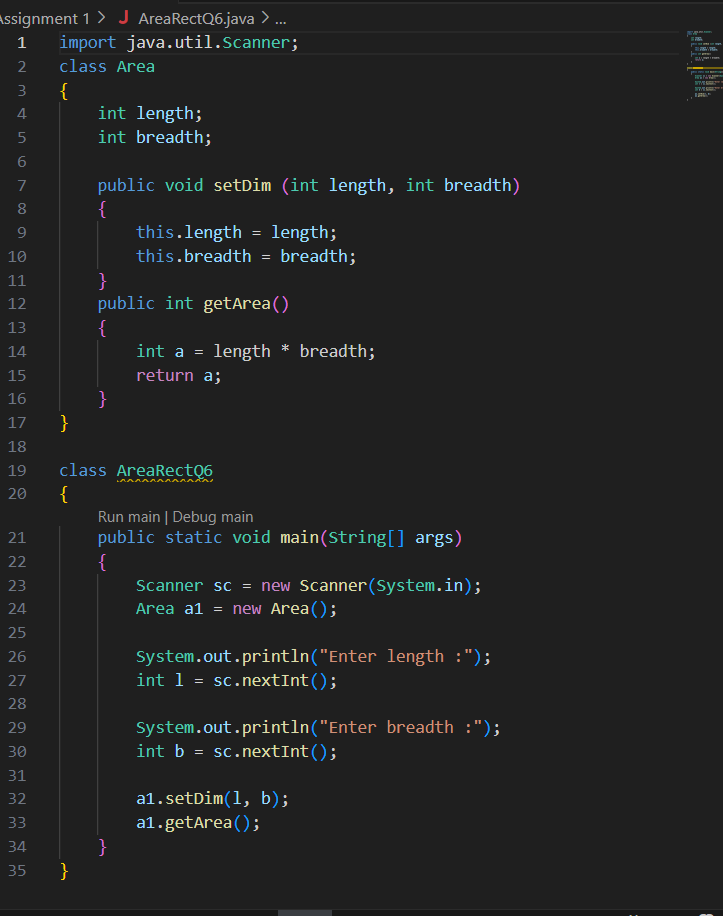 Assignment 1 > J AreaRectQ6.java > ...
1 import java.util.Scanner;
2 class Area
3 {
4     int length;
5     int breadth;
6
7     public void setDim (int length, int breadth)
8     {
9         this.length = length;
10         this.breadth = breadth;
11     }
12     public int getArea()
13     {
14         int a = length * breadth;
15         return a;
16     }
17 }
18
19 class AreaRectQ6
20 {
Run main | Debug main
21     public static void main(String[] args)
22     {
23         Scanner sc = new Scanner(System.in);
24         Area a1 = new Area();
25
26         System.out.println("Enter length :");
27         int l = sc.nextInt();
28
29         System.out.println("Enter breadth :");
30         int b = sc.nextInt();
31
32         a1.setDim(l, b);
33         a1.getArea();
34     }
35 }